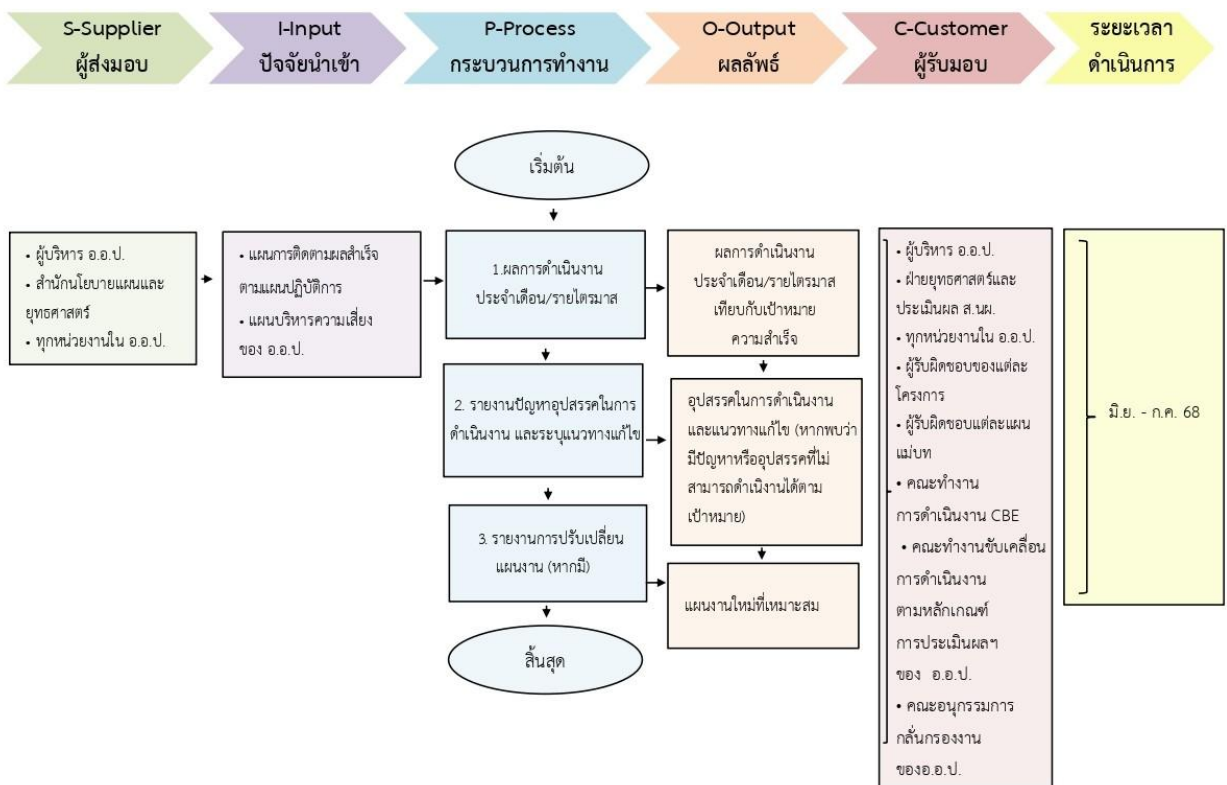 S-Supplier
ผู้ส่งมอบ
I-Input
ปัจจัยนำเข้า
P-Process
กระบวนการทำงาน
O-Output
ผลลัพธ์
C-Customer
ผู้รับมอบ
ระยะเวลา
ดำเนินการ
เริ่มต้น
• ผู้บริหาร อ.อ.ป.
• สำนักนโยบายแผนและ
ยุทธศาสตร์
• ทุกหน่วยงานใน อ.อ.ป.
• แผนการติดตามผลสำเร็จ
ตามแผนปฏิบัติการ
• แผนบริหารความเสี่ยง
ของ อ.อ.ป.
1.ผลการดำเนินงาน
ประจำเดือน/รายไตรมาส
ผลการดำเนินงาน
ประจำเดือน/รายไตรมาส
เทียบกับเป้าหมาย
ความสำเร็จ
2. รายงานปัญหาอุปสรรคในการ
ดำเนินงาน และระบุแนวทางแก้ไข
อุปสรรคในการดำเนินงาน
และแนวทางแก้ไข (หากพบว่า
มีปัญหาหรืออุปสรรคที่ไม่
สามารถดำเนิงานได้ตาม
เป้าหมาย)
3. รายงานการปรับเปลี่ยน
แผนงาน (หากมี)
แผนงานใหม่ที่เหมาะสม
สิ้นสุด
• ผู้บริหาร อ.อ.ป.
• ฝ่ายยุทธศาสตร์และ
ประเมินผล ส.นผ.
• ทุกหน่วยงานใน อ.อ.ป.
• ผู้รับผิดชอบของแต่ละ
โครงการ
• ผู้รับผิดชอบแต่ละแผน
แม่บท
• คณะทำงาน
การดำเนินงาน CBE
• คณะทำงานขับเคลื่อน
การดำเนินงาน
ตามหลักเกณฑ์
การประเมินผลฯ
ของ อ.อ.ป.
• คณะอนุกรรมการ
กลั่นกรองงาน
ของอ.อ.ป.
มิ.ย. - ก.ค. 68